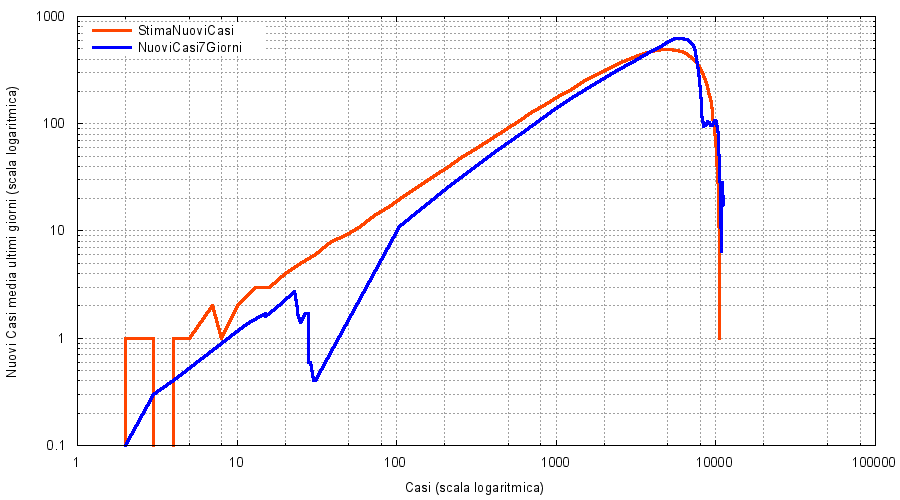 1000
100
10
1
0.1
Nuovi Casi media ultimi giorni (scala logaritmica)
StimaNuoviCasi
NuoviCasi7Giorni
1
10
100
1000
10000
100000
Casi (scala logaritmica)